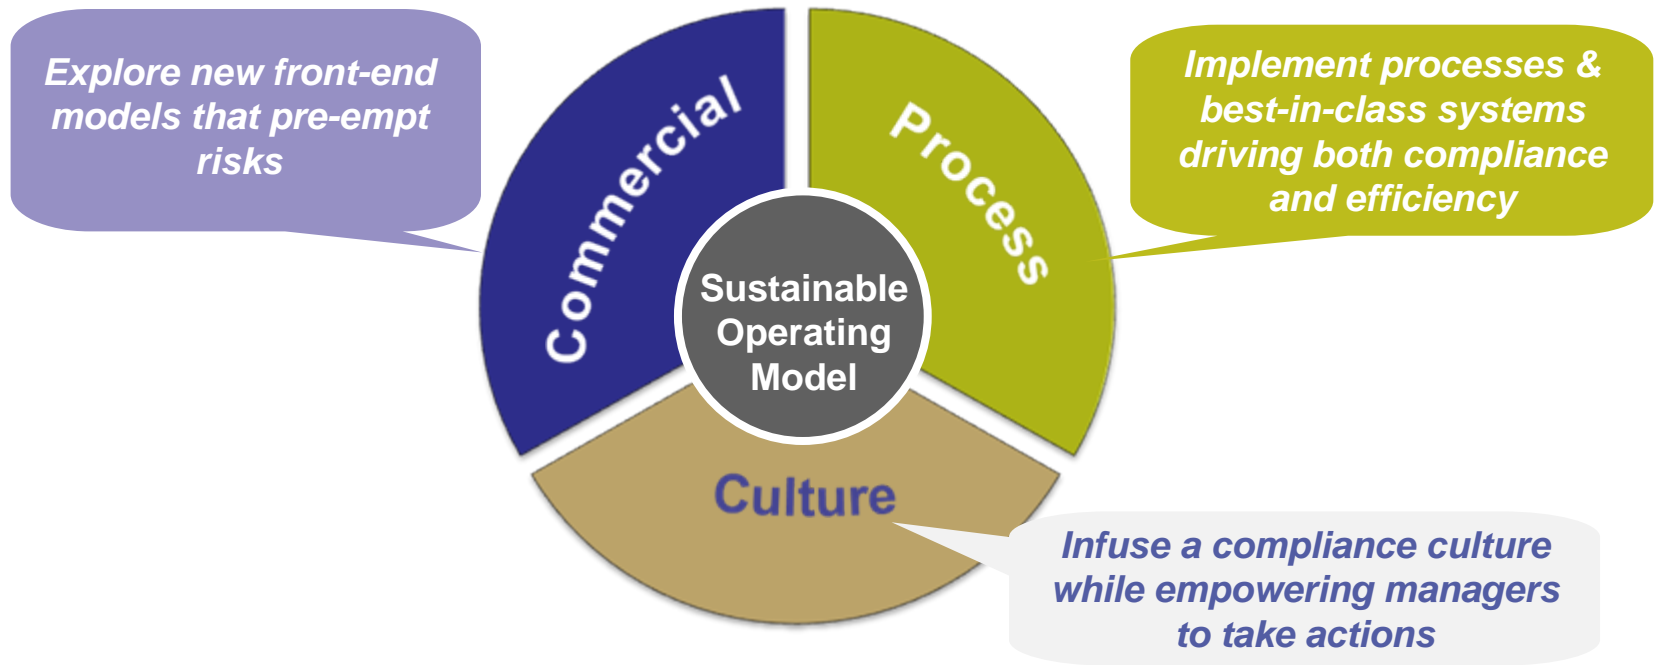 Explore new front-end
models that pre-empt
risks
Commercial
Process
Implement processes &
best-in-class systems
driving both compliance
and efficiency
Sustainable
Operating
Model
Culture
Infuse a compliance culture
while empowering managers
to take actions